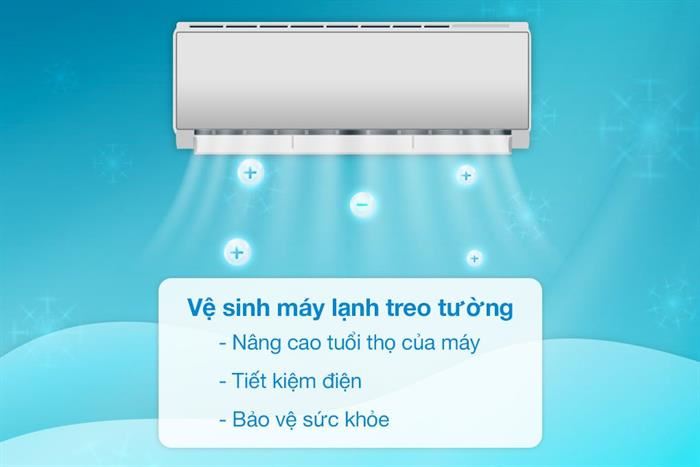 Vệ sinh máy lạnh treo tường
- Nâng cao tuổi thọ của máy
- Tiết kiệm điện
- Bảo vệ sức khỏe